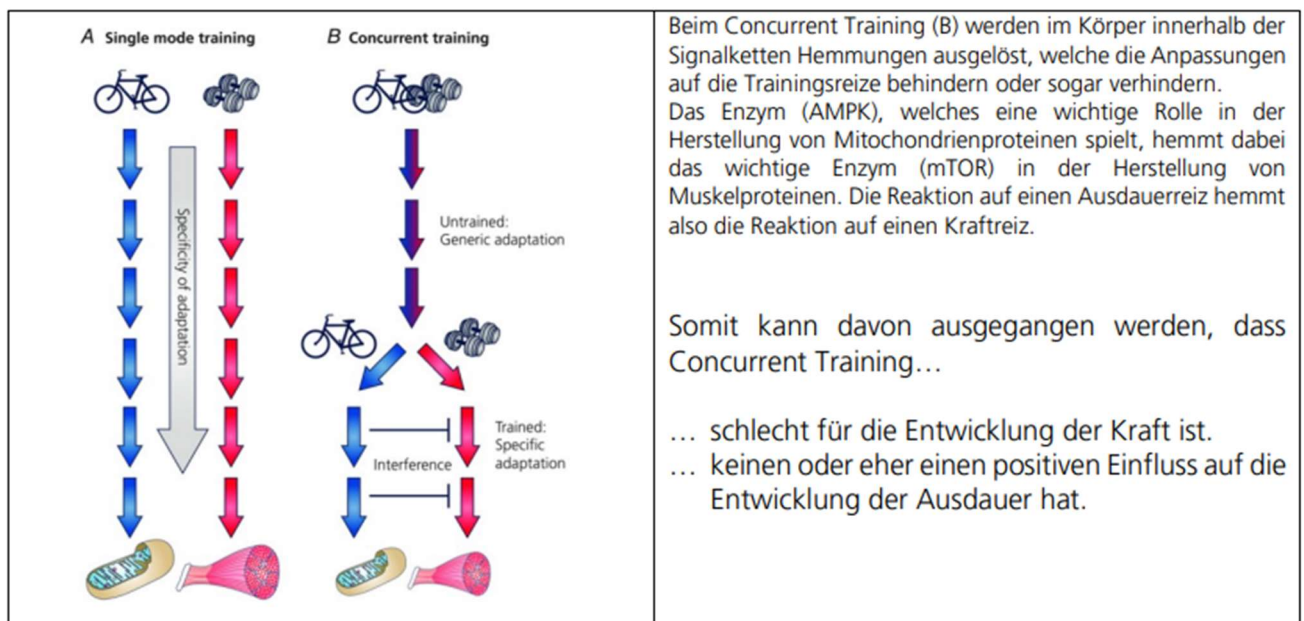 A Single mode training
B Concurrent training
Specificity of adaptation
Untrained:
Generic adaptation
Trained:
Specific
adaptation
Interference
Beim Concurrent Training (B) werden im Körper innerhalb der
Signalketten Hemmungen ausgelöst, welche die Anpassungen
auf die Trainingsreize behindern oder sogar verhindern.
Das Enzym (AMPK), welches eine wichtige Rolle in der
Herstellung von Mitochondrienproteinen spielt, hemmt dabei
das wichtige Enzym (mTOR) in der Herstellung von
Muskelproteinen. Die Reaktion auf einen Ausdauerreiz hemmt
also die Reaktion auf einen Kraftreiz.
Somit kann davon ausgegangen werden, dass
Concurrent Training…
… schlecht für die Entwicklung der Kraft ist.
… keinen oder eher einen positiven Einfluss auf die
Entwicklung der Ausdauer hat.